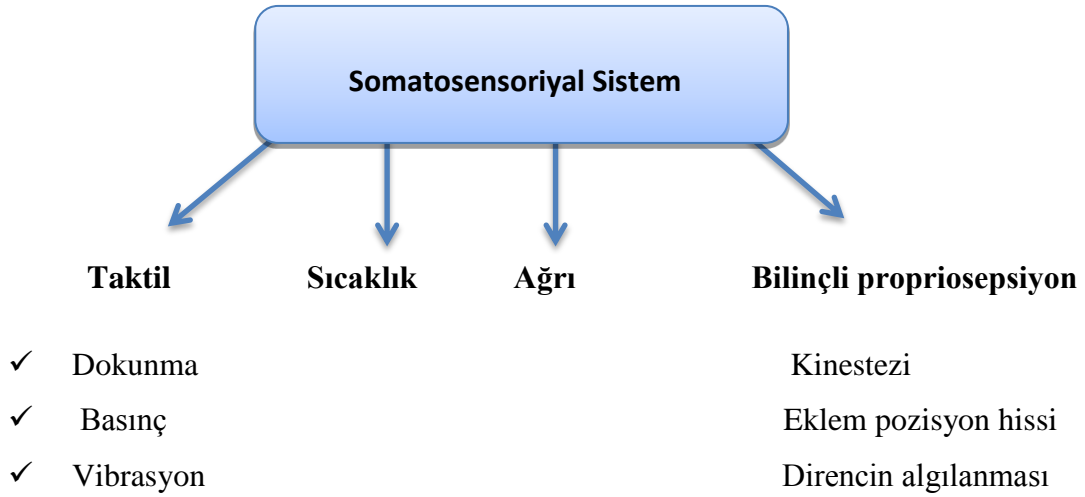 Somatosensoriyal Sistem
Taktil Sıcaklık Ağrı Bilinçli propriosepsiyon
✓ Dokunma Kinestezi
✓ Basınç Eklem pozisyon hissi
✓ Vibrasyon Direncin algılanması